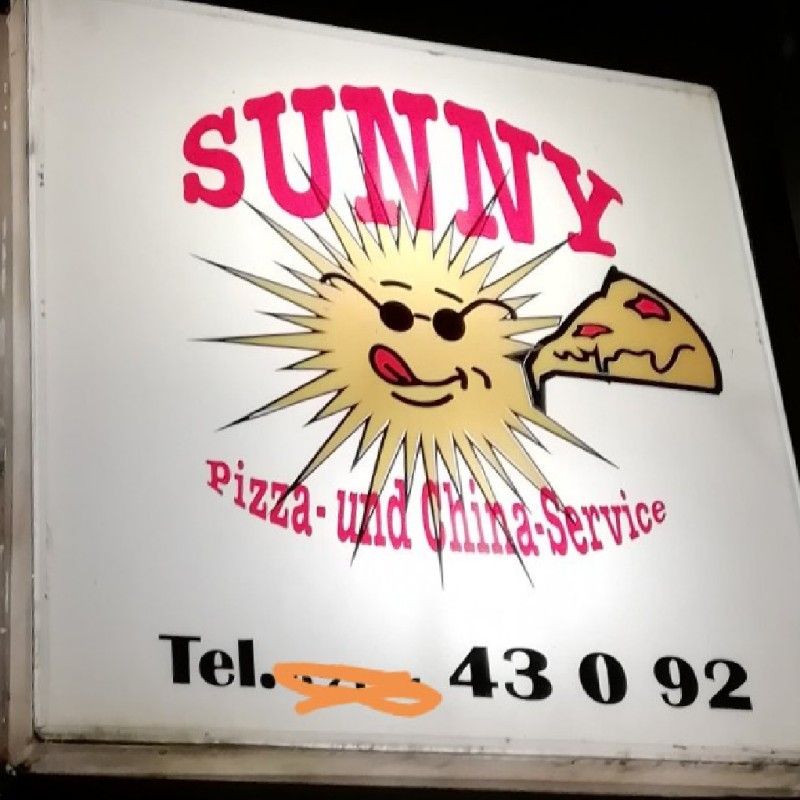 SUNNY
Pizza- und China-Service
Tel. 43 0 92